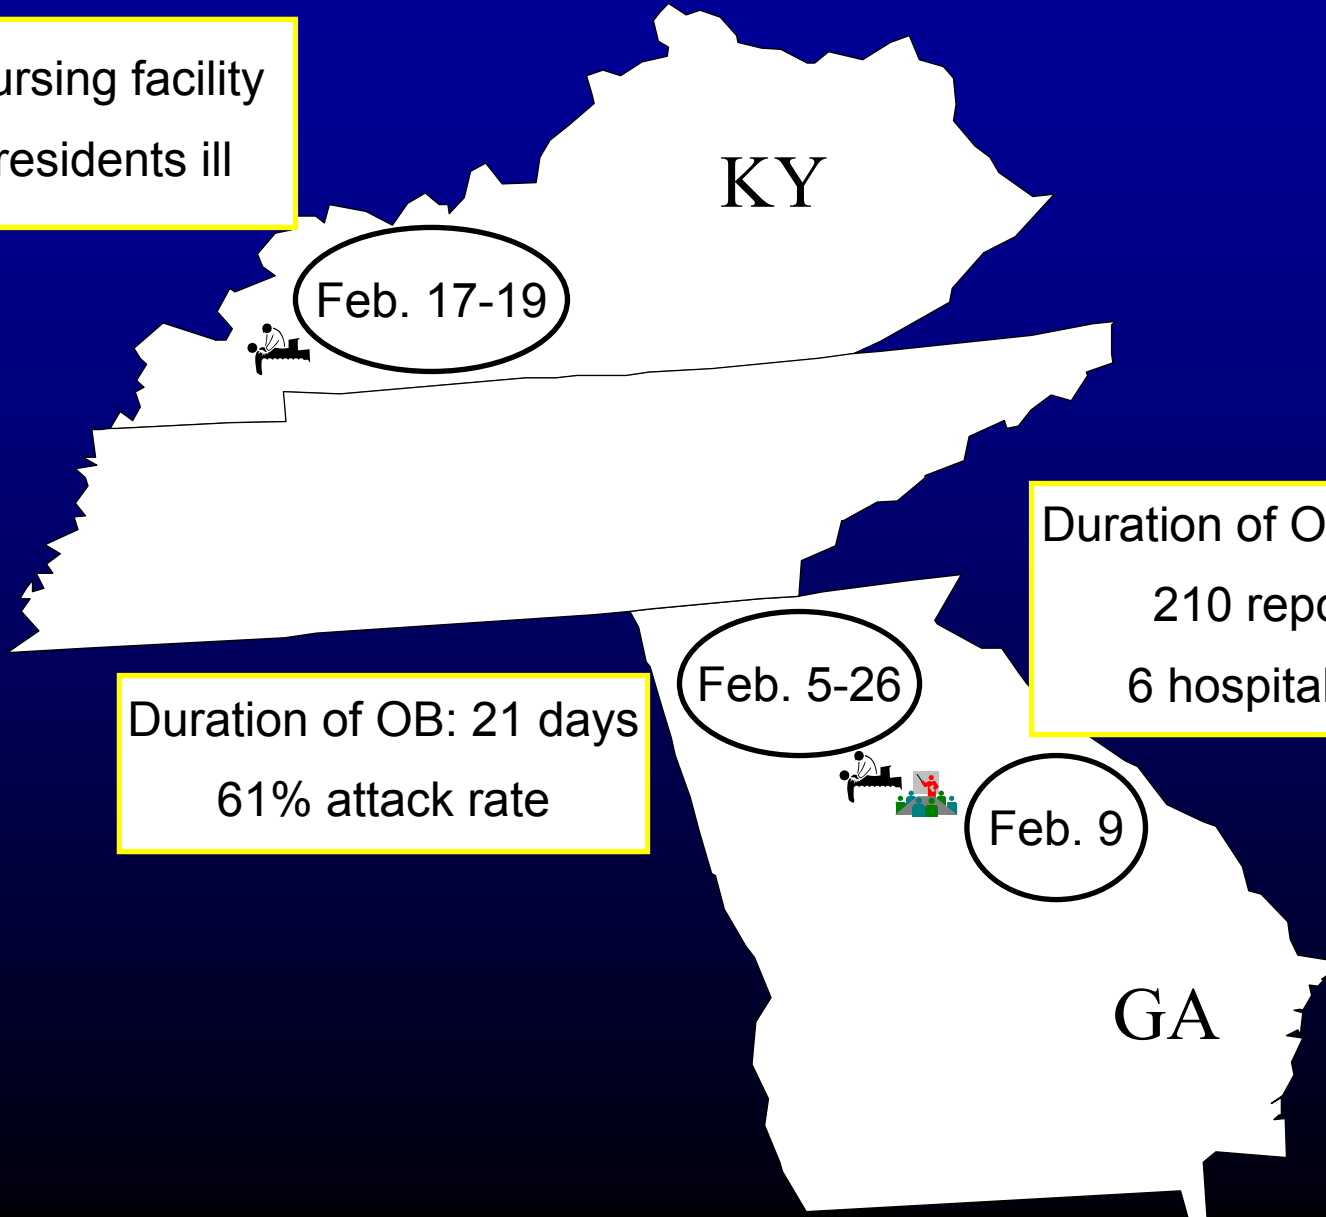 ursing facility
residents ill
KY
Feb. 17-19
Duration of O
210 repo
6 hospital
Feb. 5-26
Duration of OB: 21 days
61% attack rate
Feb. 9
GA